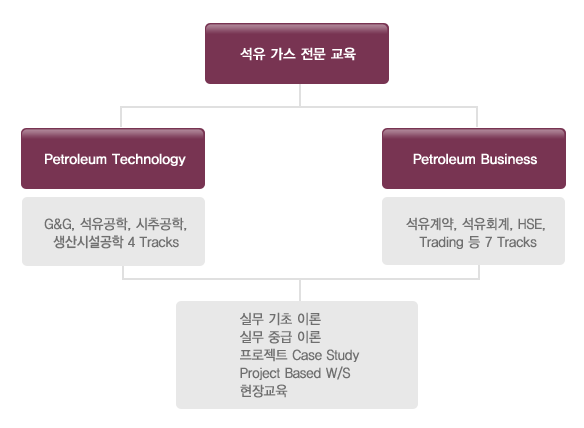 석유 가스 전문 교육
Petroleum Technology
Petroleum Business
G&G, 석유공학, 시추공학,
생산시설공학 4 Tracks
석유계약, 석유회계, HSE,
Trading 등 7 Tracks
실무 기초 이론
실무 중급 이론
프로젝트 Case Study
Project Based W/S
현장교육